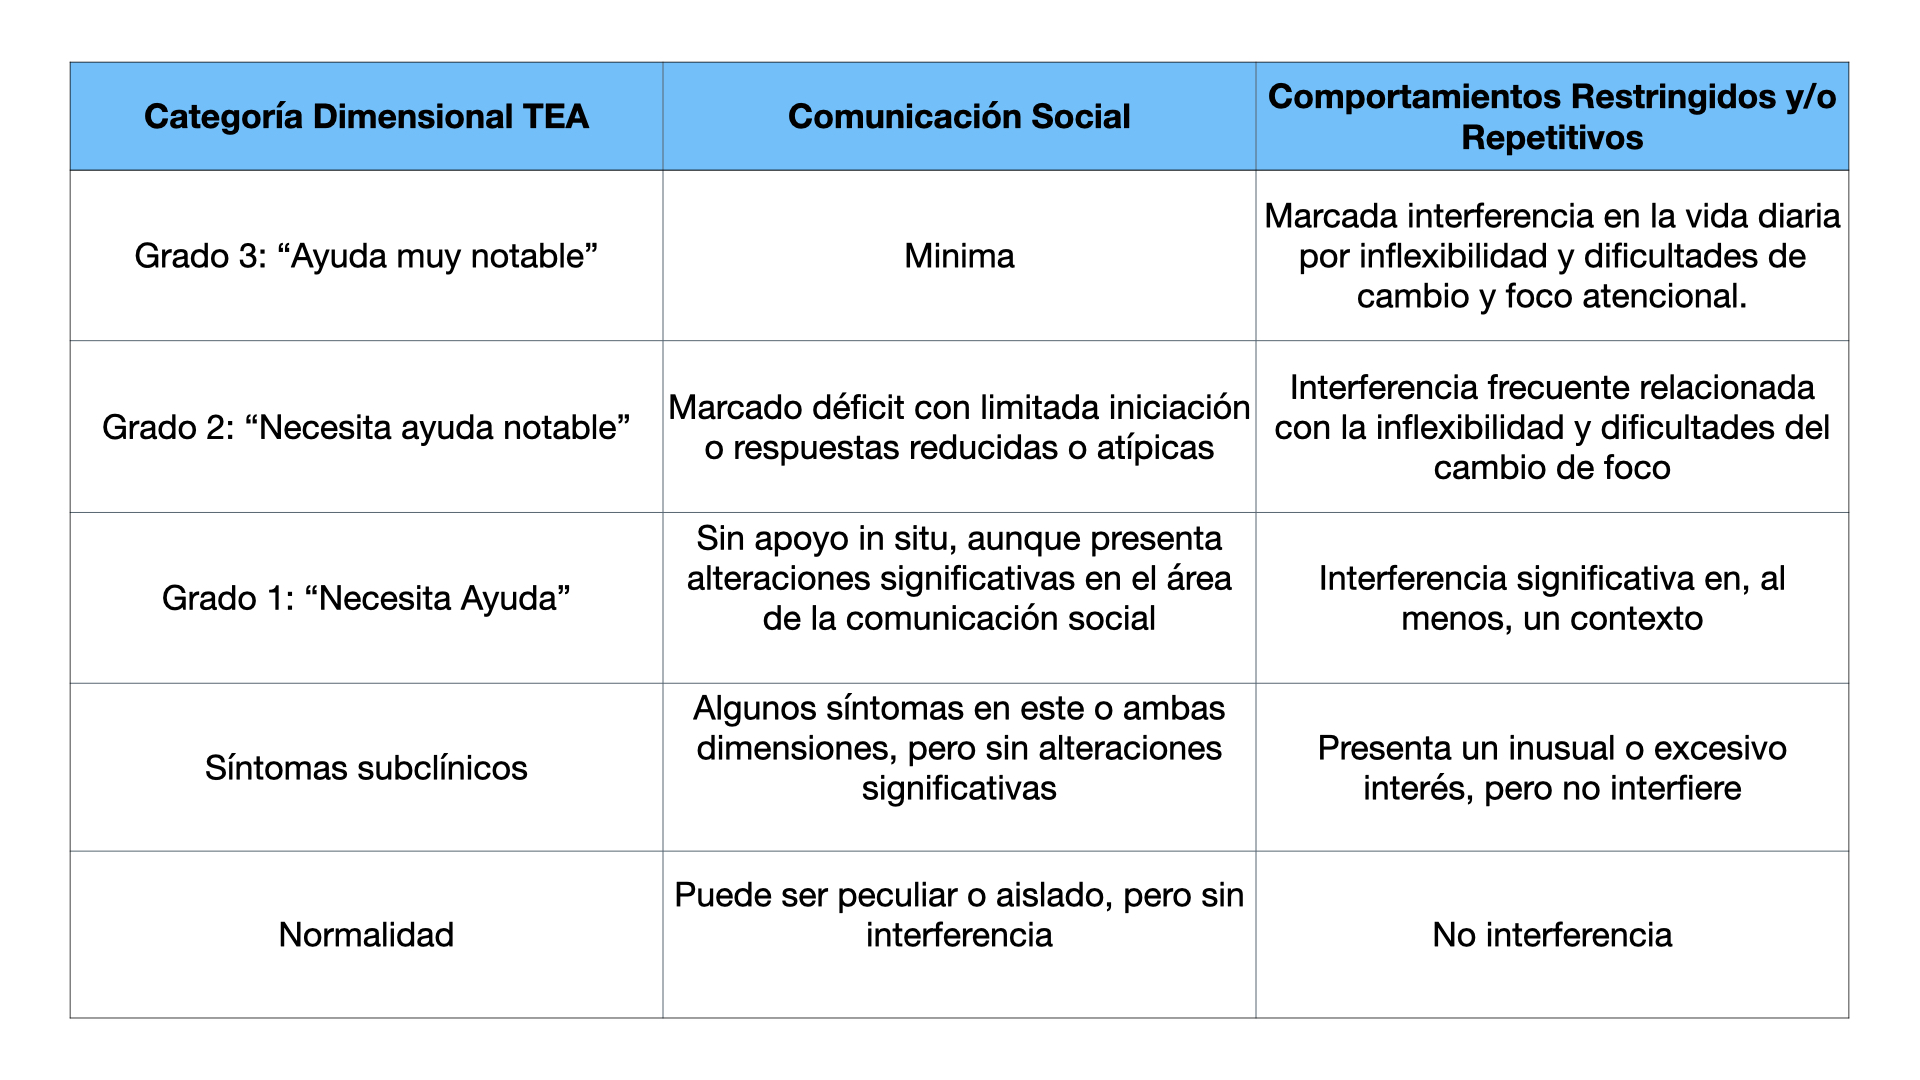 Categoría Dimensional TEA
Comunicación Social
Comportamientos Restringidos y/o
Repetitivos
Grado 3: “Ayuda muy notable”
Minima
Marcada interferencia en la vida diaria
por inflexibilidad y dificultades de
cambio y foco atencional.
Grado 2: “Necesita ayuda notable”
Marcado déficit con limitada iniciación
o respuestas reducidas o atípicas
Interferencia frecuente relacionada
con la inflexibilidad y dificultades del
cambio de foco
Grado 1: “Necesita Ayuda”
Sin apoyo in situ, aunque presenta
alteraciones significativas en el área
de la comunicación social
Interferencia significativa en, al
menos, un contexto
Síntomas subclínicos
Algunos síntomas en este o ambas
dimensiones, pero sin alteraciones
significativas
Presenta un inusual o excesivo
interés, pero no interfiere
Normalidad
Puede ser peculiar o aislado, pero sin
interferencia
No interferencia